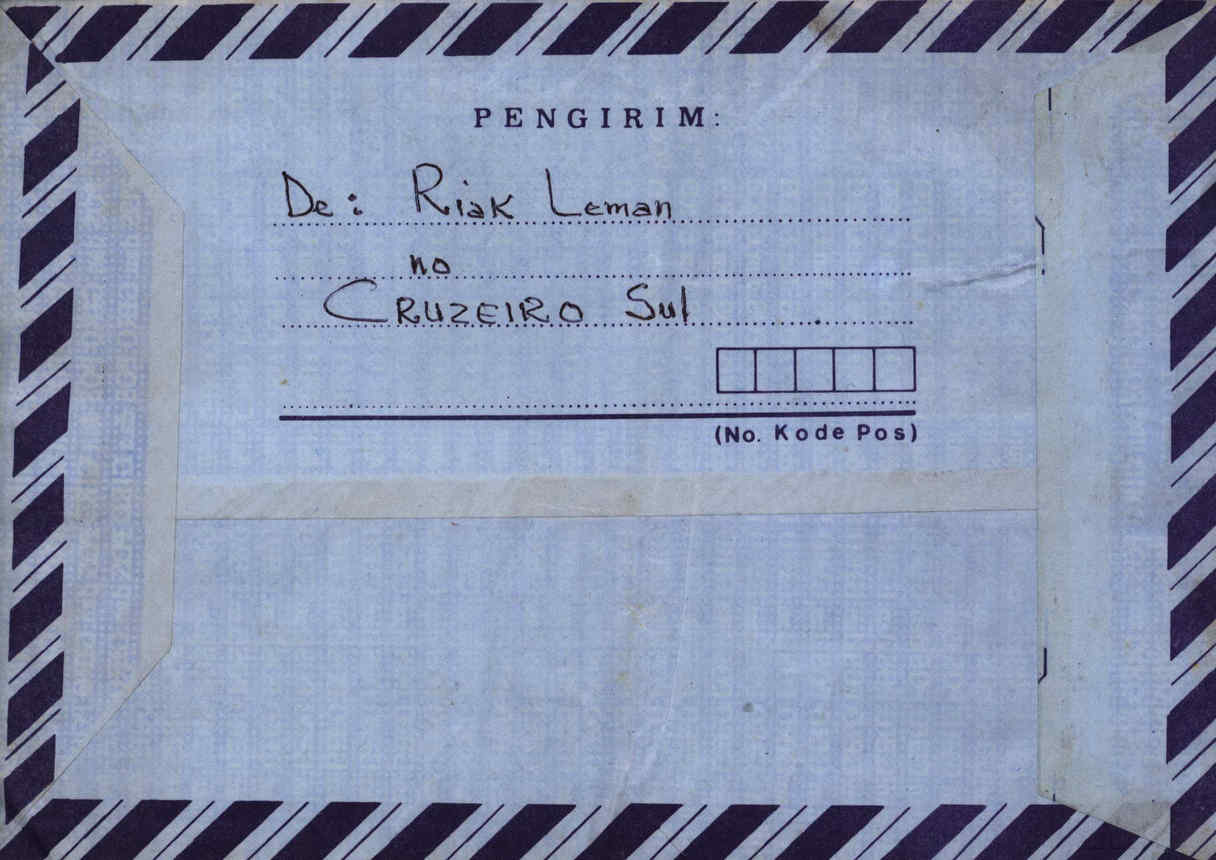 PENGIRIM:
De: Riak Leman
no
CRUZEIRO Sul
(No. Kode Pos)